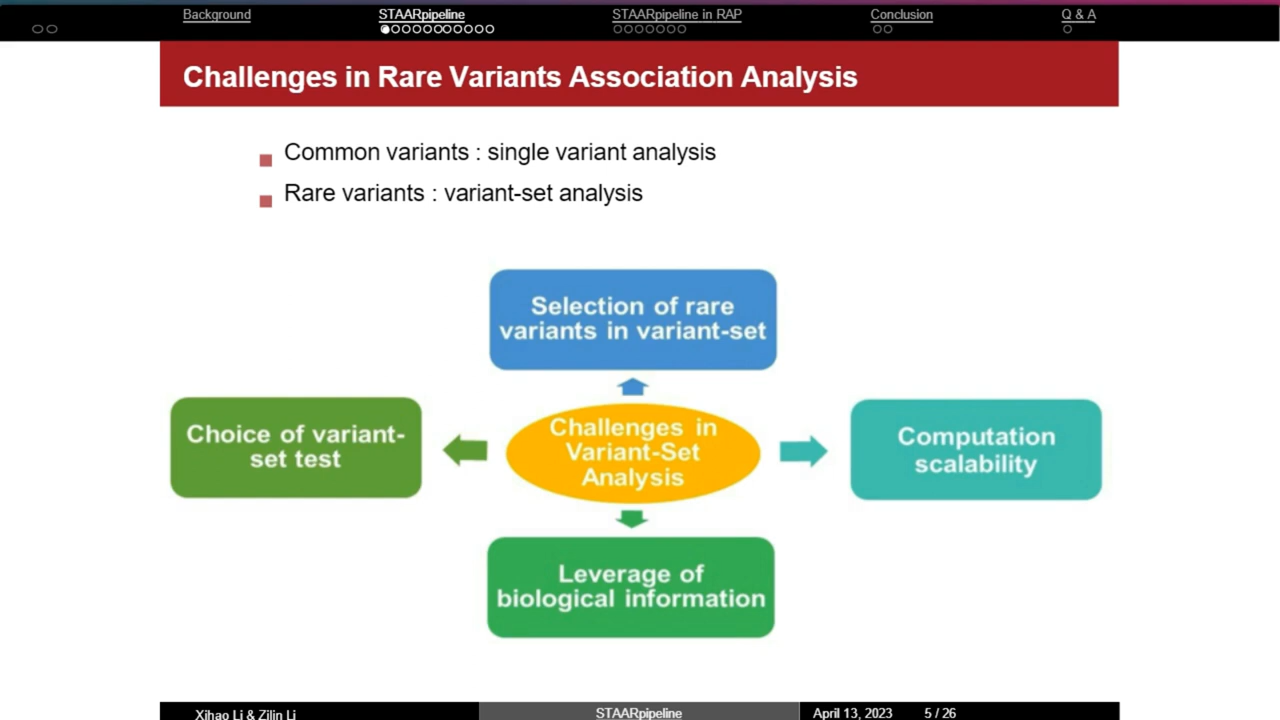 Background
STAARpipeline
STAARpipeline in RAP
Conclusion
Q & A
Challenges in Rare Variants Association Analysis
Common variants : single variant analysis
Rare variants : variant-set analysis
Selection of rare
variants in variant-set
Choice of variant-
set test
Challenges in
Variant-Set
Analysis
Computation
scalability
Leverage of
biological information
Xihao Li & Zilin Li
STAARpipeline
April 13, 2023
5 / 26